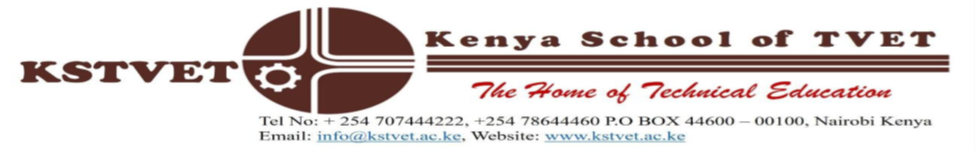 KSTVET
Kenya School of TVET
The Home of Technical Education
Tel No: + 254 707444222, +254 78644460 P.O BOX 44600 – 00100, Nairobi Kenya
Email: info@kstvet.ac.ke, Website: www.kstvet.ac.ke